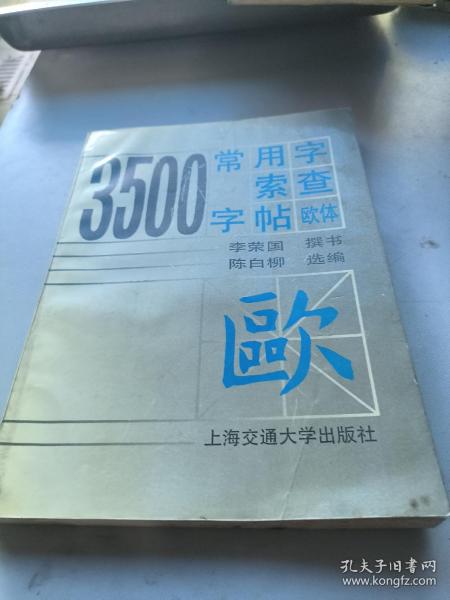 3500 常用字
索查
字帖 欧体
李荣国 撰书
陈白柳 选编
歐
上海交通大学出版社
孔夫子旧书网
www.kongfz.com